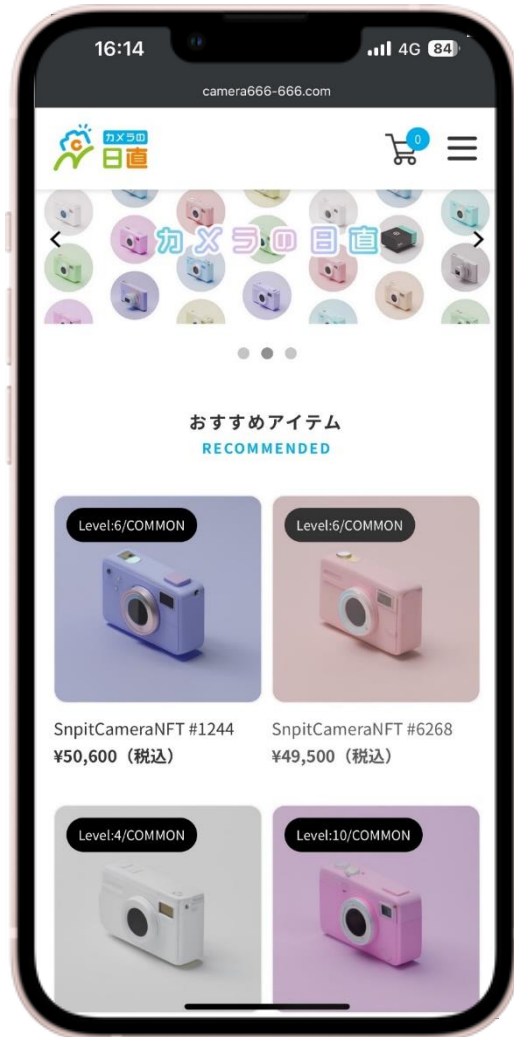 16:14
4G 84
camera666-666.com
カメラの
日直
0
カメラの日直
おすすめアイテム
RECOMMENDED
Level:6/COMMON
Level:6/COMMON
SnpitCameraNFT #1244
¥50,600（税込）
SnpitCameraNFT #6268
¥49,500（税込）
Level:4/COMMON
Level:10/COMMON